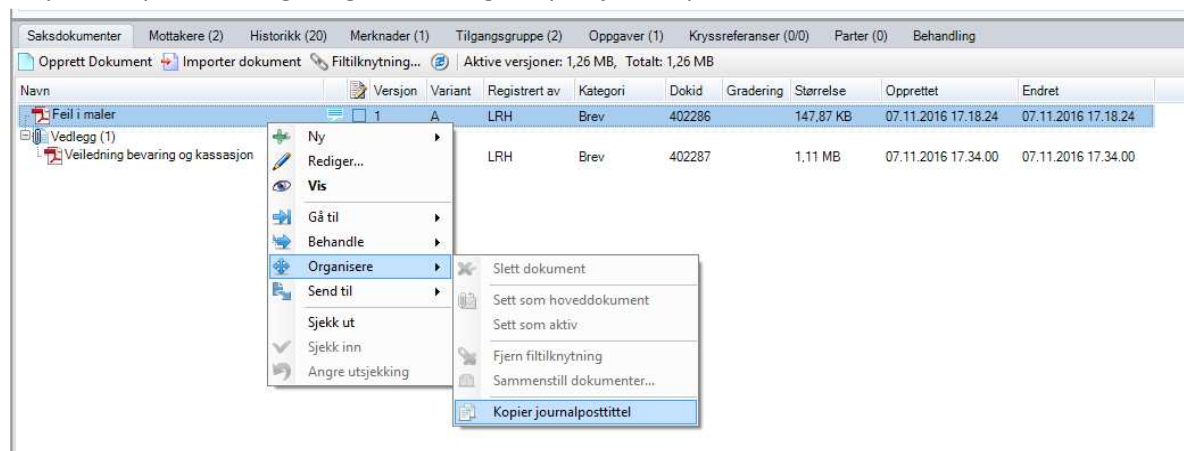 Saksdokumenter Mottakere (2) Historikk (20) Merknader (1) Tilgangsgruppe (2) Oppgaver (1) Kryssreferanser (0/0) Parter (0) Behandling
Opprett Dokument Importer dokument Filtilknytning... Aktive versjoner: 1,26 MB, Totalt: 1,26 MB
Navn Versjon Variant Registrert av Kategori Dokid Gradering Størrelse Opprettet Endret
Feil i maler 1 A LRH Brev 402286 147,87 KB 07.11.2016 17.18.24 07.11.2016 17.18.24
Vedlegg (1)
Veiledning bevaring og kassasjon LRH Brev 402287 1,11 MB 07.11.2016 17.34.00 07.11.2016 17.34.00
Ny
Rediger...
Vis
Gå til
Behandle
Organisere
Send til
Sjekk ut
Sjekk inn
Angre utsjekking
Slett dokument
Sett som hoveddokument
Sett som aktiv
Fjern filtilknytning
Sammenstill dokumenter...
Kopier journalposttittel